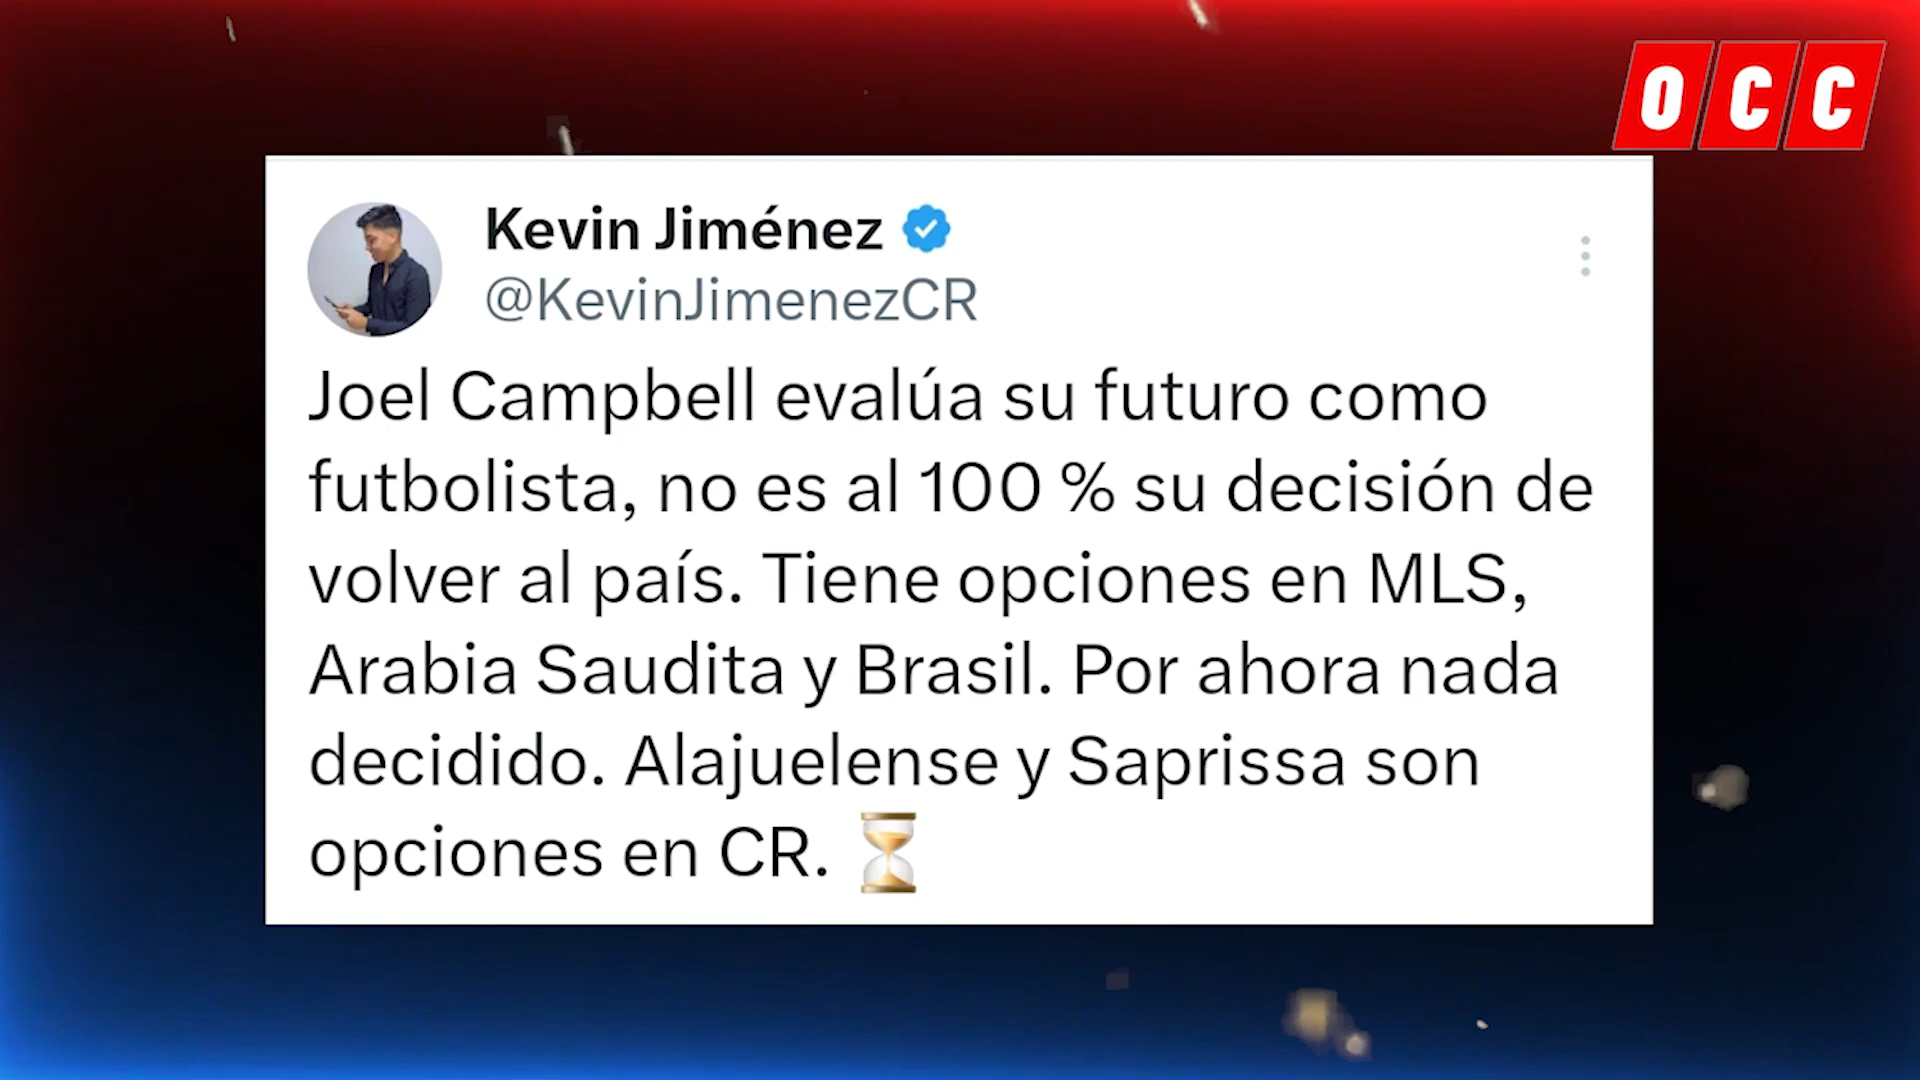 OCC
Kevin Jiménez
@KevinJimenezCR
Joel Campbell evalúa su futuro como
futbolista, no es al 100 % su decisión de
volver al país. Tiene opciones en MLS,
Arabia Saudita y Brasil. Por ahora nada
decidido. Alajuelense y Saprissa son
opciones en CR. ⏳